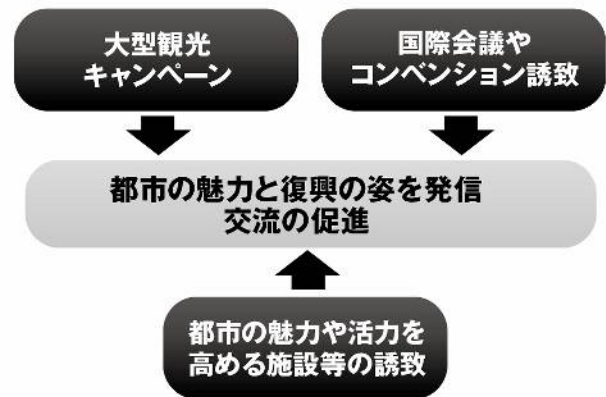 大型観光
キャンペーン
国際会議や
コンベンション誘致
都市の魅力と復興の姿を発信
交流の促進
都市の魅力や活力を
高める施設等の誘致